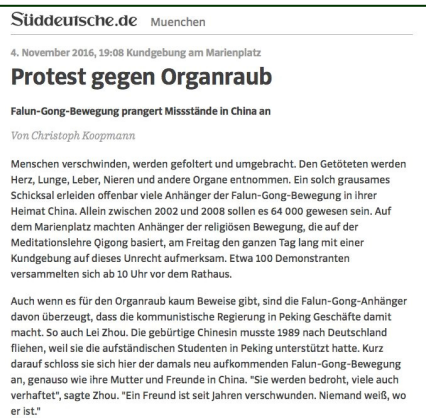 Süddeutsche.de Muenchen
4. November 2016, 19:08 Kundgebung am Marienplatz
Protest gegen Organraub
Falun-Gong-Bewegung prangert Missstände in China an
Von Christoph Koopmann
Menschen verschwinden, werden gefoltert und umgebracht. Den Getöteten werden
Herz, Lunge, Leber, Nieren und andere Organe entnommen. Ein solch grausames
Schicksal erleiden offenbar viele Anhänger der Falun-Gong-Bewegung in ihrer
Heimat China. Allein zwischen 2002 und 2008 sollen es 64 000 gewesen sein. Auf
dem Marienplatz machten Anhänger der religiösen Bewegung, die auf der
Meditationslehre Qigong basiert, am Freitag den ganzen Tag lang mit einer
Kundgebung auf dieses Unrecht aufmerksam. Etwa 100 Demonstranten
versammelten sich ab 10 Uhr vor dem Rathaus.
Auch wenn es für den Organraub kaum Beweise gibt, sind die Falun-Gong-Anhänger
davon überzeugt, dass die kommunistische Regierung in Peking Geschäfte damit
macht. So auch Lei Zhou. Die gebürtige Chinesin musste 1989 nach Deutschland
fliehen, weil sie die aufständischen Studenten in Peking unterstützt hatte. Kurz
darauf schloss sie sich hier der damals neu aufkommenden Falun-Gong-Bewegung
an, genauso wie ihre Mutter und Freunde in China. "Sie werden bedroht, viele auch
verhaftet", sagte Zhou. "Ein Freund ist seit Jahren verschwunden. Niemand weiß, wo
er ist."